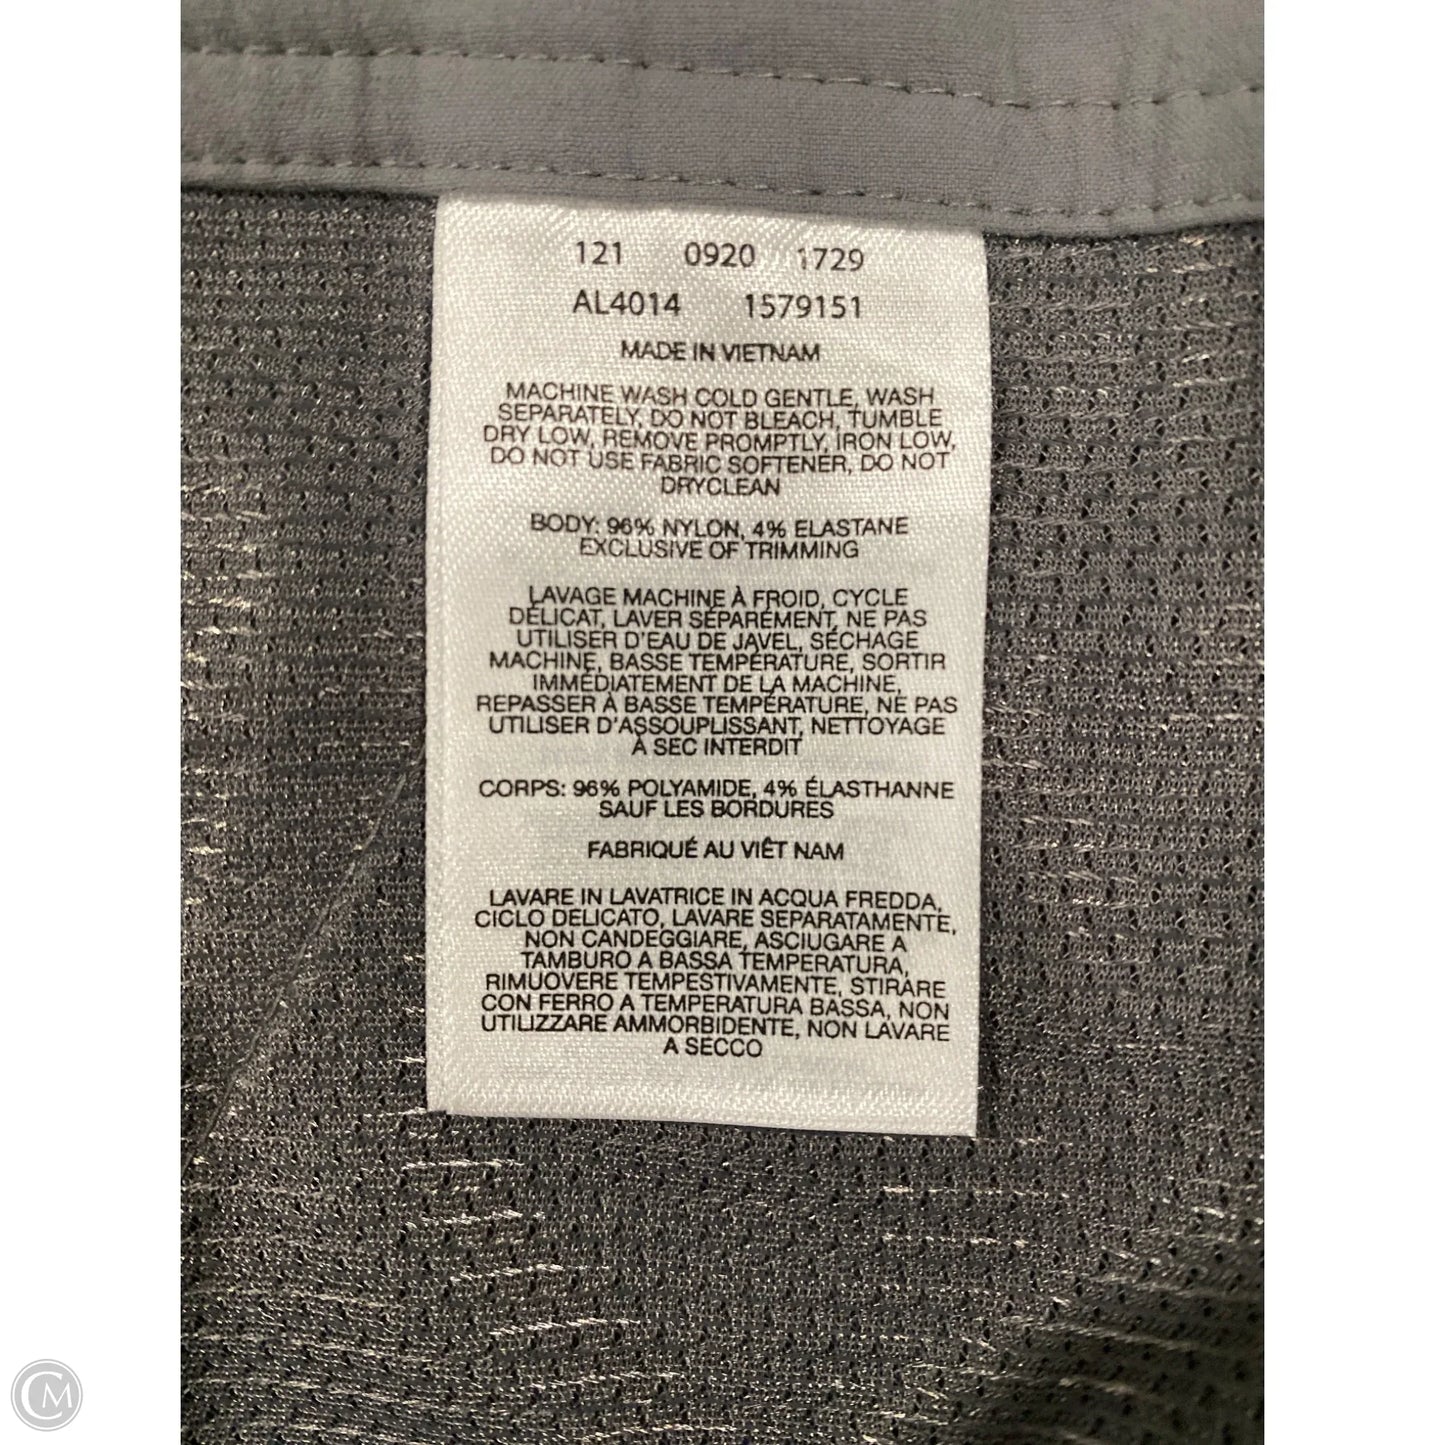 121 0920 1729
AL4014 1579151
MADE IN VIETNAM
MACHINE WASH COLD GENTLE, WASH
SEPARATELY, DO NOT BLEACH, TUMBLE
DRY LOW, REMOVE PROMPTLY, IRON LOW,
DO NOT USE FABRIC SOFTENER, DO NOT
DRYCLEAN
BODY: 96% NYLON, 4% ELASTANE
EXCLUSIVE OF TRIMMING
LAVAGE MACHINE À FROID, CYCLE
DÉLICAT, LAVER SÉPARÉMENT, NE PAS
UTILISER D'EAU DE JAVEL, SÉCHAGE
MACHINE, BASSE TEMPÉRATURE, SORTIR
IMMÉDIATEMENT DE LA MACHINE,
REPASSER À BASSE TEMPÉRATURE, NE PAS
UTILISER D'ASSOUPLISSANT, NETTOYAGE
À SEC INTERDIT
CORPS: 96% POLYAMIDE, 4% ÉLASTHANNE
SAUF LES BORDURES
FABRIQUÉ AU VIÊT NAM
LAVARE IN LAVATRICE IN ACQUA FREDDA,
CICLO DELICATO, LAVARE SEPARATAMENTE,
NON CANDEGGIARE, ASCIUGARE A
TAMBURO A BASSA TEMPERATURA,
RIMUOVERE TEMPESTIVAMENTE, STIRARE
CON FERRO A TEMPERATURA BASSA, NON
UTILIZZARE AMMORBIDENTE, NON LAVARE
A SECCO
CM